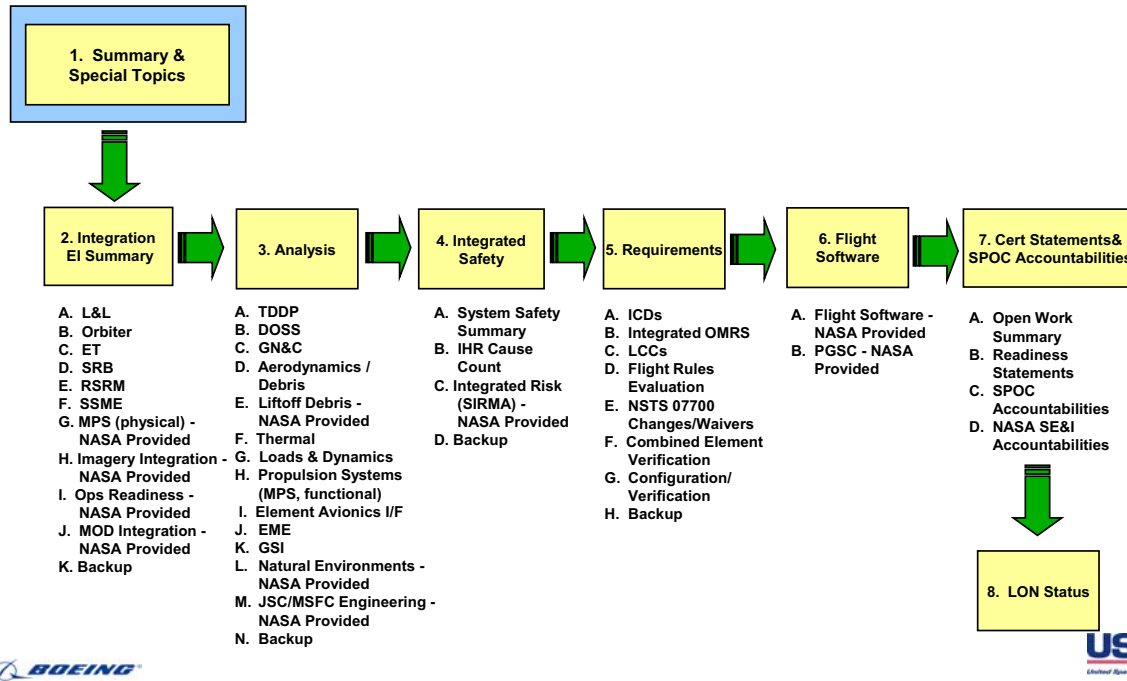 1. Summary &
Special Topics
2. Integration
EI Summary
A. L&L
B. Orbiter
C. ET
D. SRB
E. RSRM
F. SSME
G. MPS (physical) -
NASA Provided
H. Imagery Integration -
NASA Provided
I. Ops Readiness -
NASA Provided
J. MOD Integration -
NASA Provided
K. Backup
3. Analysis
A. TDDP
B. DOSS
C. GN&C
D. Aerodynamics /
Debris
E. Liftoff Debris -
NASA Provided
F. Thermal
G. Loads & Dynamics
H. Propulsion Systems
(MPS, functional)
I. Element Avionics I/F
J. EME
K. GSI
L. Natural Environments -
NASA Provided
M. JSC/MSFC Engineering -
NASA Provided
N. Backup
4. Integrated
Safety
A. System Safety
Summary
B. IHR Cause
Count
C. Integrated Risk
(SIRMA) -
NASA Provided
D. Backup
5. Requirements
A. ICDs
B. Integrated OMRS
C. LCCs
D. Flight Rules
Evaluation
E. NSTS 07700
Changes/Waivers
F. Combined Element
Verification
G. Configuration/
Verification
H. Backup
6. Flight
Software
A. Flight Software -
NASA Provided
B. PGSC - NASA
Provided
7. Cert Statements&
SPOC Accountabilities
A. Open Work
Summary
B. Readiness
Statements
C. SPOC
Accountabilities
D. NASA SE&I
Accountabilities
8. LON Status
BOEING
US
United Spa